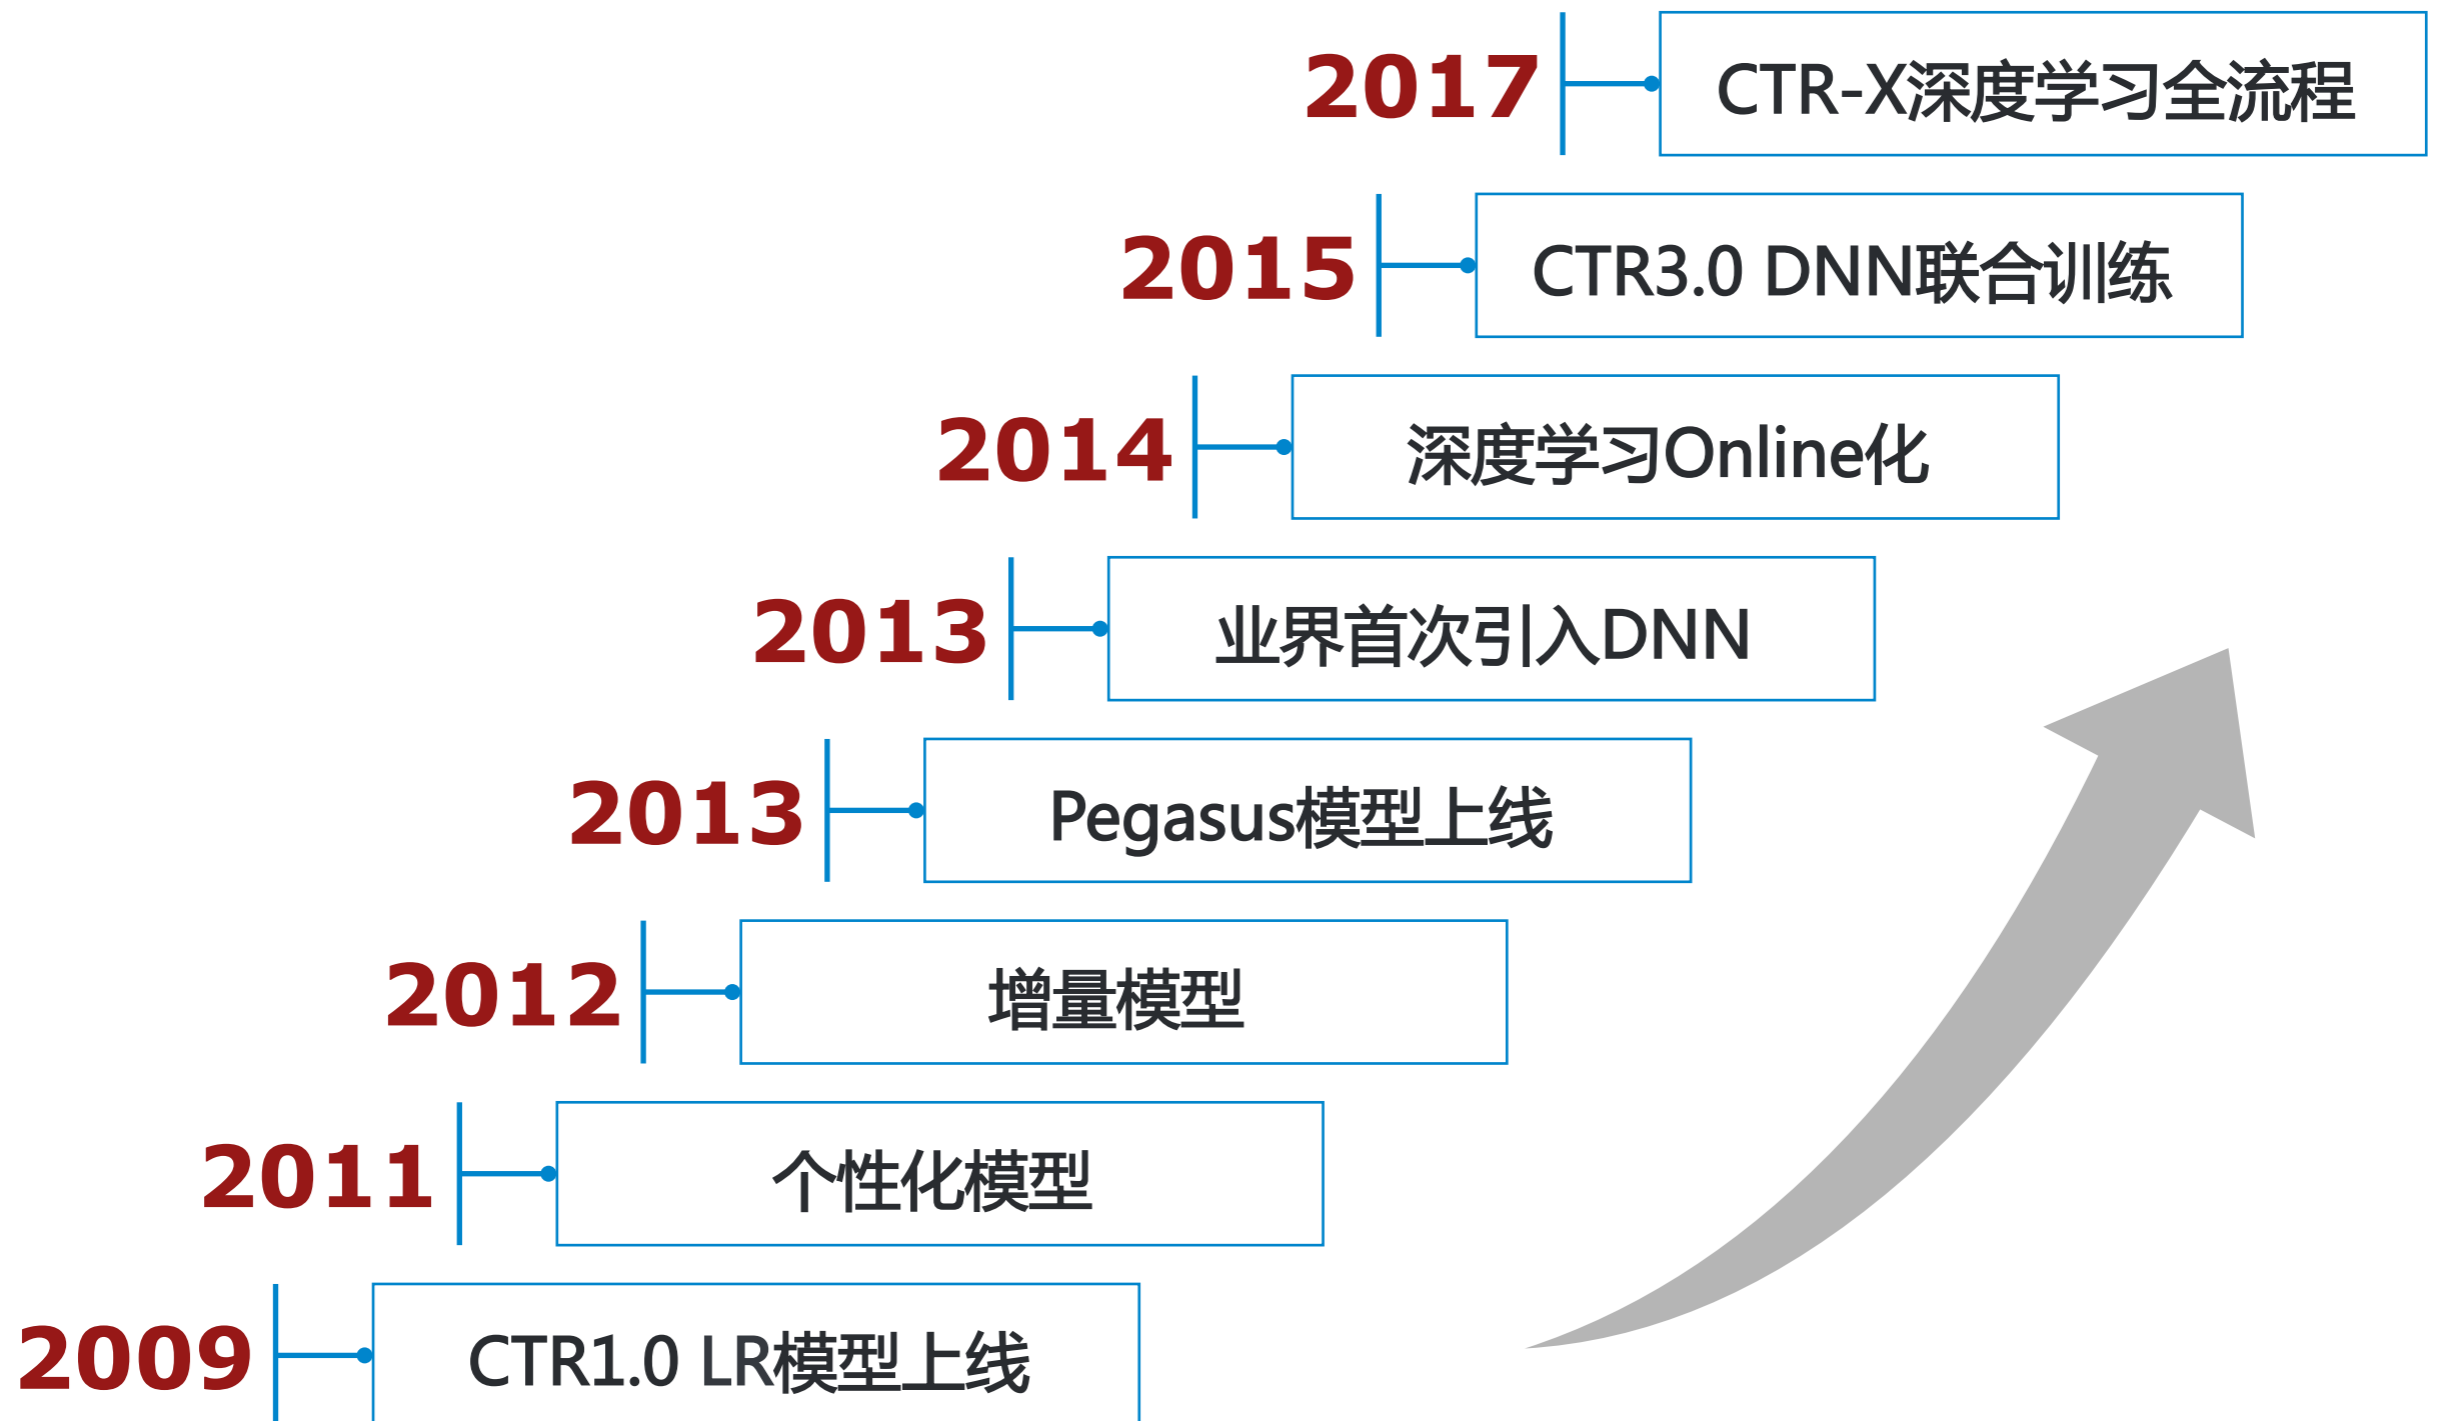 2017 CTR-X深度学习全流程
2015 CTR3.0 DNN联合训练
2014 深度学习Online化
2013 业界首次引入DNN
2013 Pegasus模型上线
2012 增量模型
2011 个性化模型
2009 CTR1.0 LR模型上线